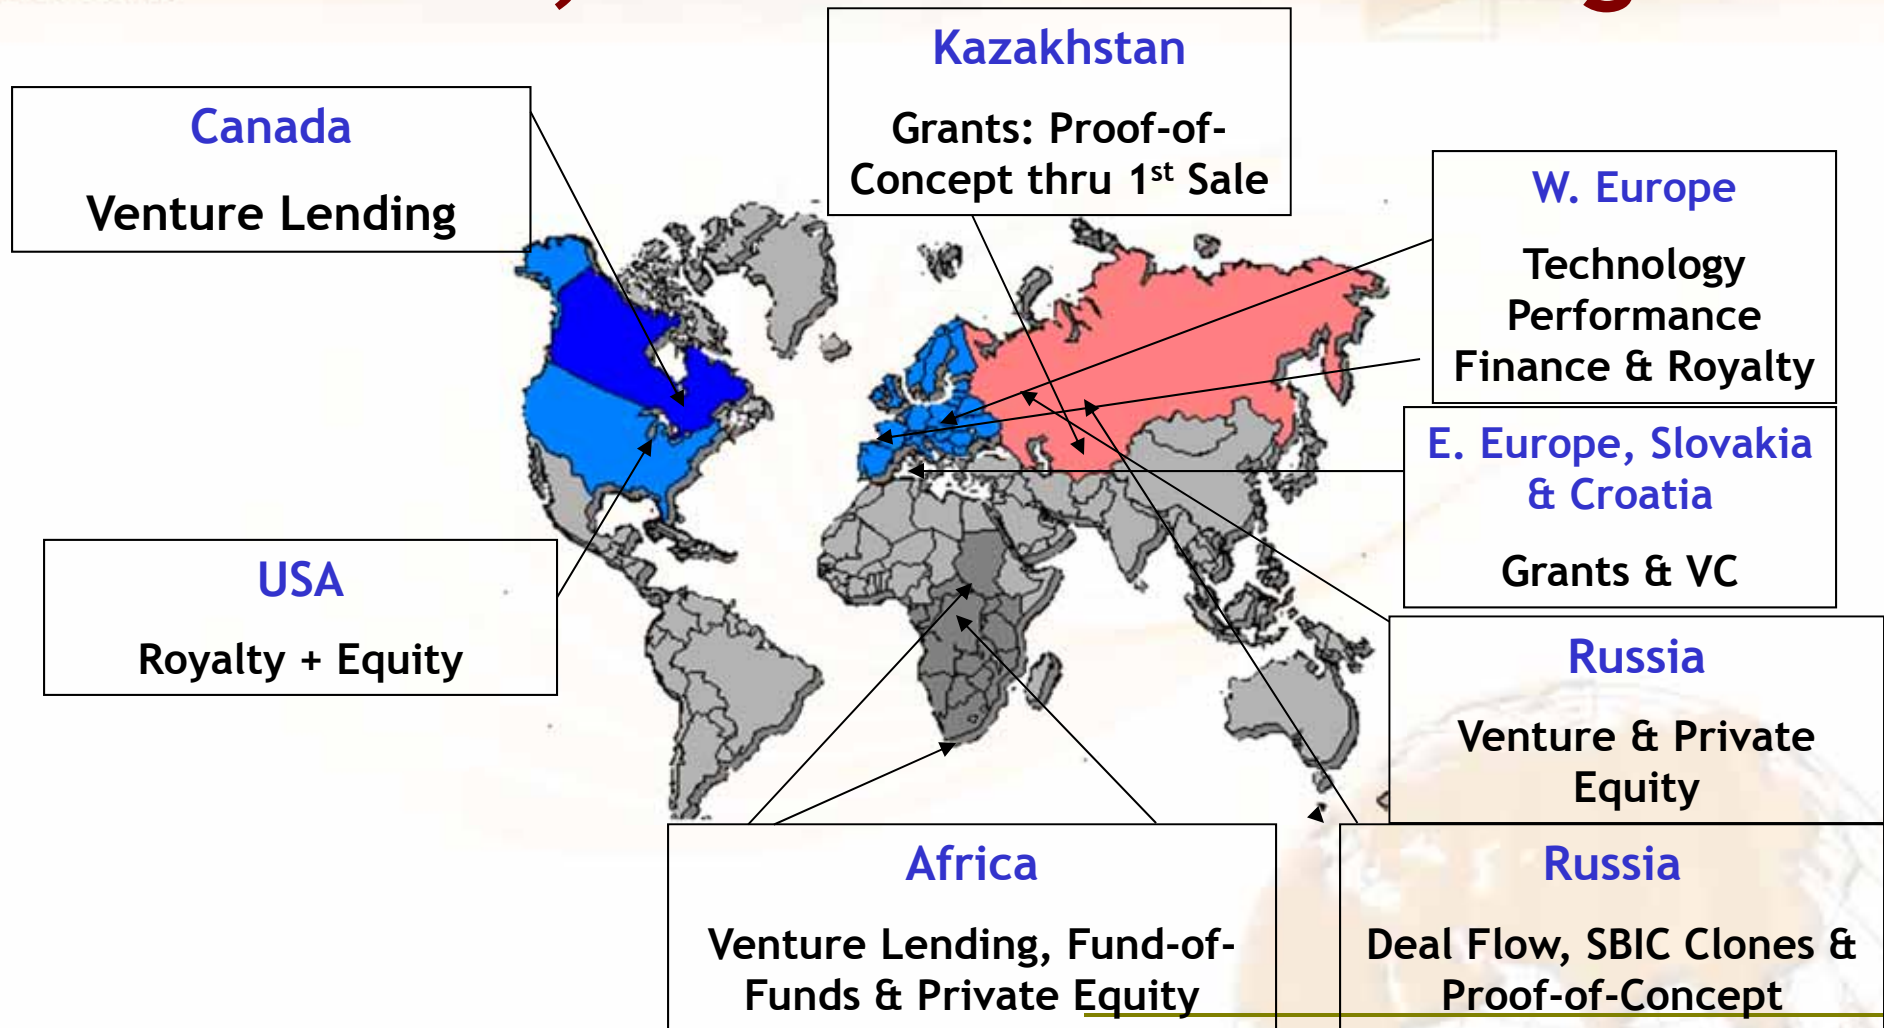 Kazakhstan
Grants: Proof-of-
Concept thru 1st Sale
Canada
Venture Lending
W. Europe
Technology
Performance
Finance & Royalty
E. Europe, Slovakia
& Croatia
Grants & VC
USA
Royalty + Equity
Russia
Venture & Private
Equity
Africa
Venture Lending, Fund-of-
Funds & Private Equity
Russia
Deal Flow, SBIC Clones &
Proof-of-Concept